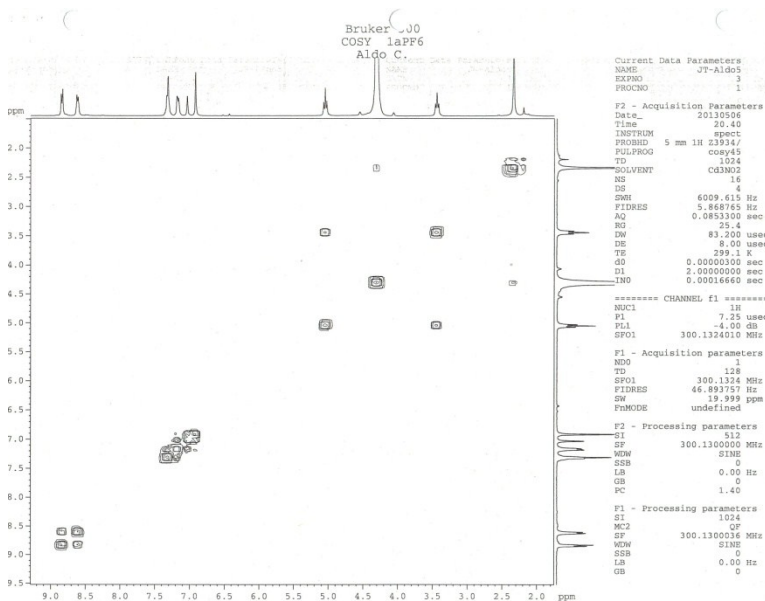 Bruker 300
COSY 1aPF6
Aldo C.
Current Data Parameters
NAME JT-Aldo5
EXPNO 3
PROCNO 1
F2 - Acquisition Parameters
Date_ 20130506
Time 20.40
INSTRUM spect
PROBHD 5 mm 1H Z3934/
PULPROG cosy45
TD 1024
SOLVENT Cd3NO2
NS 16
DS 4
SWH 6009.615 Hz
FIDRES 5.868765 Hz
AQ 0.0853300 sec
RG 25.4
DW 83.200 usec
DE 8.00 usec
TE 299.1 K
d0 0.00000300 sec
D1 2.00000000 sec
IN0 0.00016660 sec
======== CHANNEL f1 ========
NUC1 1H
P1 7.25 usec
PL1 -4.00 dB
SFO1 300.1324010 MHz
F1 - Acquisition parameters
ND0 1
TD 128
SFO1 300.1324 MHz
FIDRES 46.893757 Hz
SW 19.999 ppm
FnMODE undefined
F2 - Processing parameters
SI 512
SF 300.1300000 MHz
WDW SINE
SSB 0
LB 0.00 Hz
GB 0
PC 1.40
F1 - Processing parameters
SI 1024
MC2 QF
SF 300.1300036 MHz
WDW SINE
SSB 0
LB 0.00 Hz
GB 0
ppm
2.0
2.5
3.0
3.5
4.0
4.5
5.0
5.5
6.0
6.5
7.0
7.5
8.0
8.5
9.0
9.5
9.0 8.5 8.0 7.5 7.0 6.5 6.0 5.5 5.0 4.5 4.0 3.5 3.0 2.5 2.0 ppm